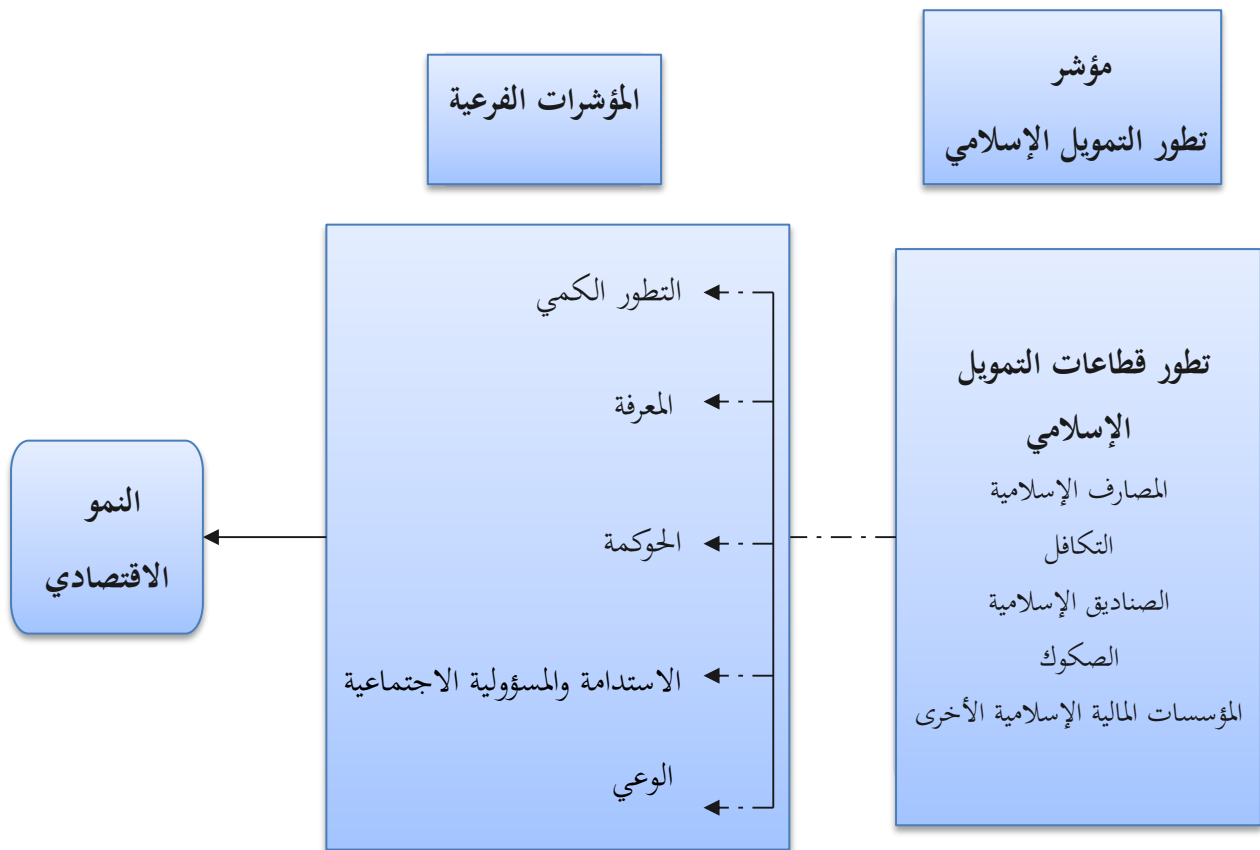 مؤشر
تطور التمويل الإسلامي
المؤشرات الفرعية
تطور قطاعات التمويل
الإسلامي
المصارف الإسلامية
التكافل
الصناديق الإسلامية
الصكوك
المؤسسات المالية الإسلامية الأخرى
التطور الكمي
المعرفة
الحوكمة
الاستدامة والمسؤولية الاجتماعية
الوعي
النمو
الاقتصادي